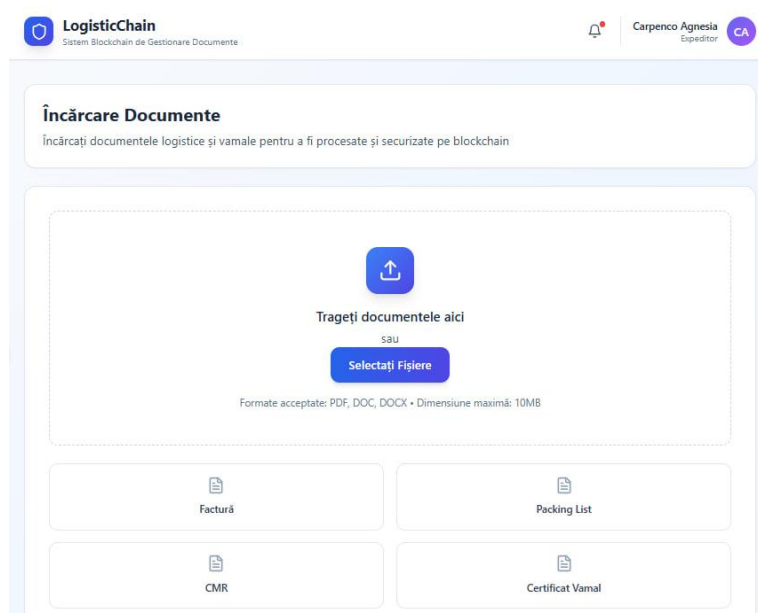 LogisticChain
Sistem Blockchain de Gestionare Documente
Carpenco Agnesia
Expeditor
CA
Încărcare Documente
Încărcați documentele logistice și vamale pentru a fi procesate și securizate pe blockchain
Trageți documentele aici
sau
Selectați Fișiere
Formate acceptate: PDF, DOC, DOCX • Dimensiune maximă: 10MB
Factură
Packing List
CMR
Certificat Vamal